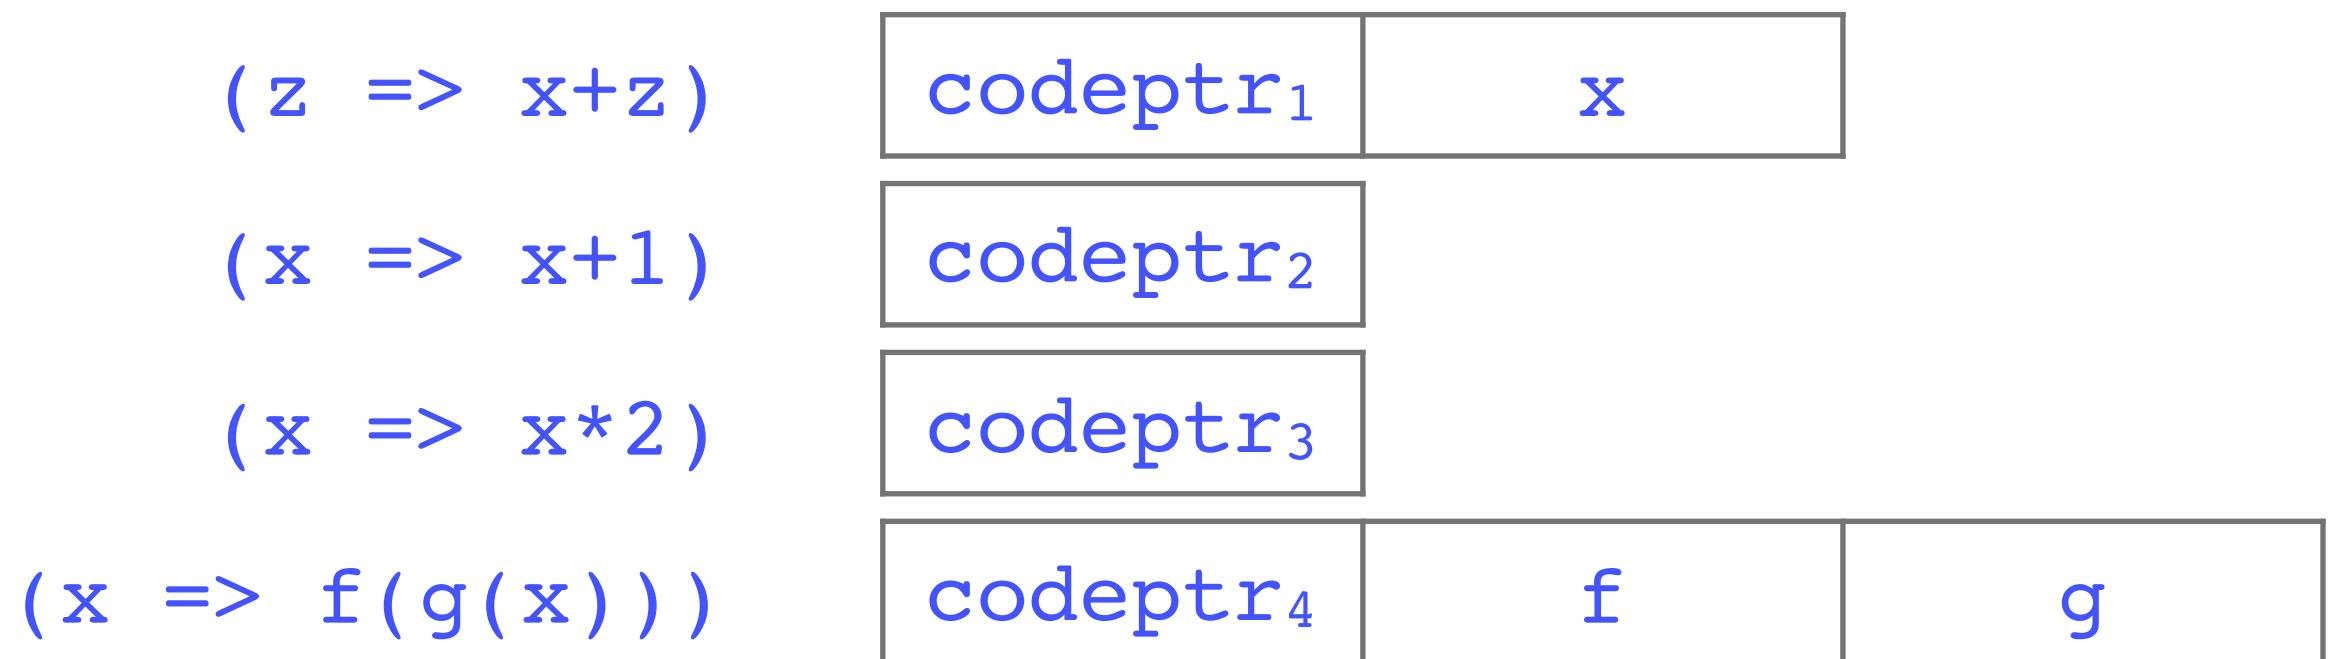 (z => x+z) codeptr₁ x
(x => x+1) codeptr₂
(x => x*2) codeptr₃
(x => f(g(x))) codeptr₄ f g